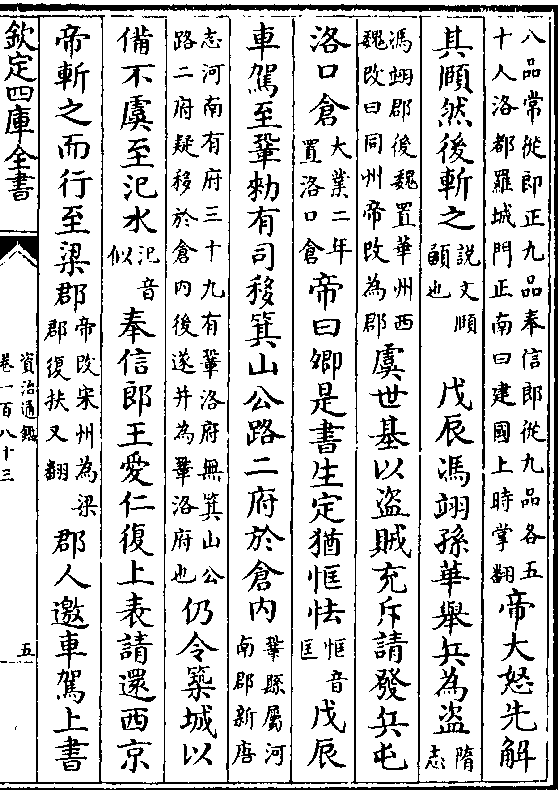 八品常從郎正九品奉信郎從九品各五十人洛都羅城門正南曰建國上時掌翻帝大怒先解
其頤然後斬之說文頤顄也戊辰馮翊孫華舉兵為盜隋志
馮翊郡後魏置華州西魏改曰同州帝改為郡虞世基以盜賊充斥請發兵屯
洛口倉大業二年置洛口倉帝曰卿是書生定猶恇怯恇音匡戊辰
車駕至鞏勑有司移箕山公路二府於倉內鞏縣屬河南郡新唐
志河南有府三十九有鞏洛府無箕山公路二府疑移於倉內後遂并為鞏洛府也仍令築城以
備不虞至汜水汜音似奉信郎王愛仁復上表請還西京
帝斬之而行至梁郡帝改宋州為梁郡復扶又翻郡人邀車駕上書
欽定四庫全書
資治通鑑
卷一百八十三
五